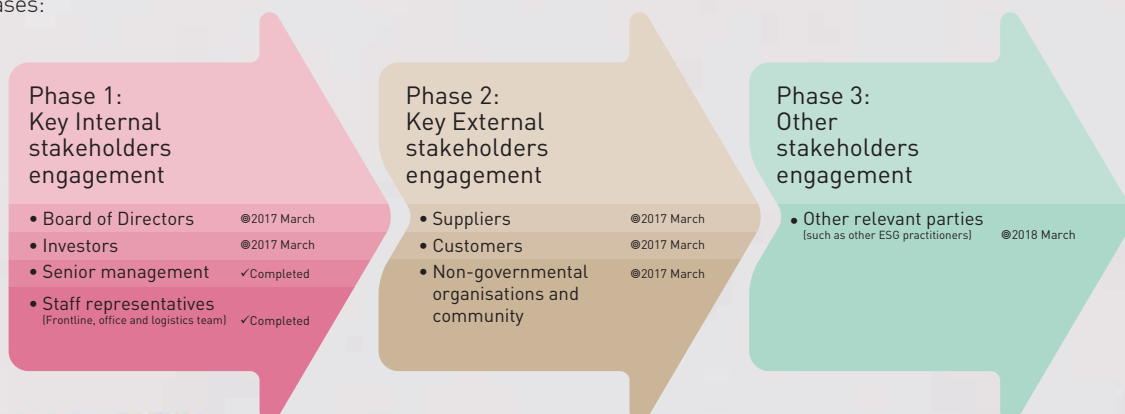 ases:
Phase 1:
Key Internal
stakeholders
engagement
• Board of Directors ◎2017 March
• Investors ◎2017 March
• Senior management ✓Completed
• Staff representatives
(Frontline, office and logistics team) ✓Completed
Phase 2:
Key External
stakeholders
engagement
• Suppliers ◎2017 March
• Customers ◎2017 March
• Non-governmental ◎2017 March
organisations and
community
Phase 3:
Other
stakeholders
engagement
• Other relevant parties
(such as other ESG practitioners) ◎2018 March